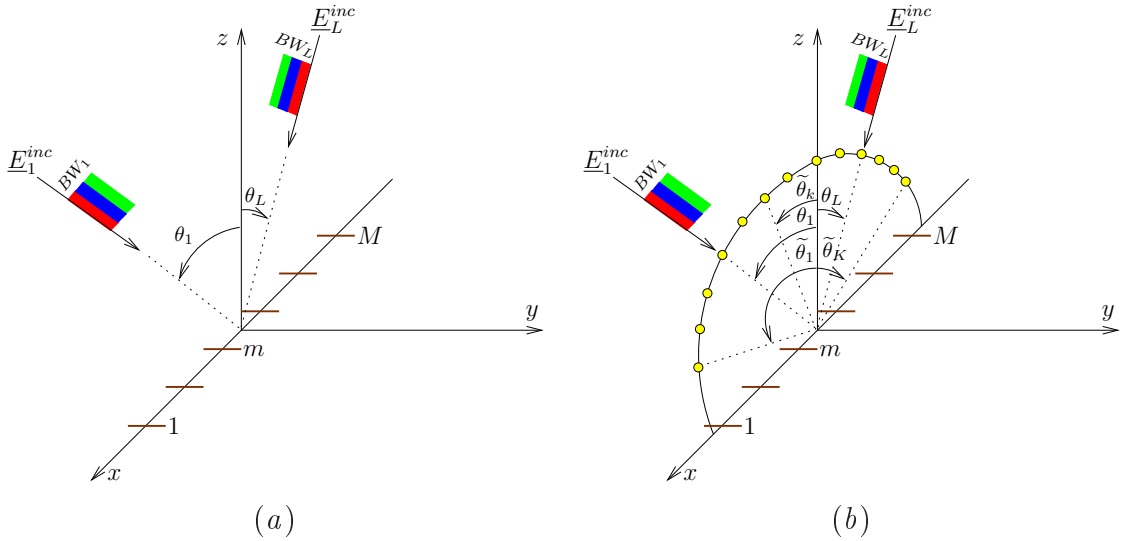 E_L^{inc}
z
BW_L
E_1^{inc}
BW_1
θ_L
θ_1
M
y
m
1
x
(a)
E_L^{inc}
z
BW_L
E_1^{inc}
BW_1
θ̃_k θ_L
θ_1
θ̃_1 θ̃_K
M
y
m
1
x
(b)